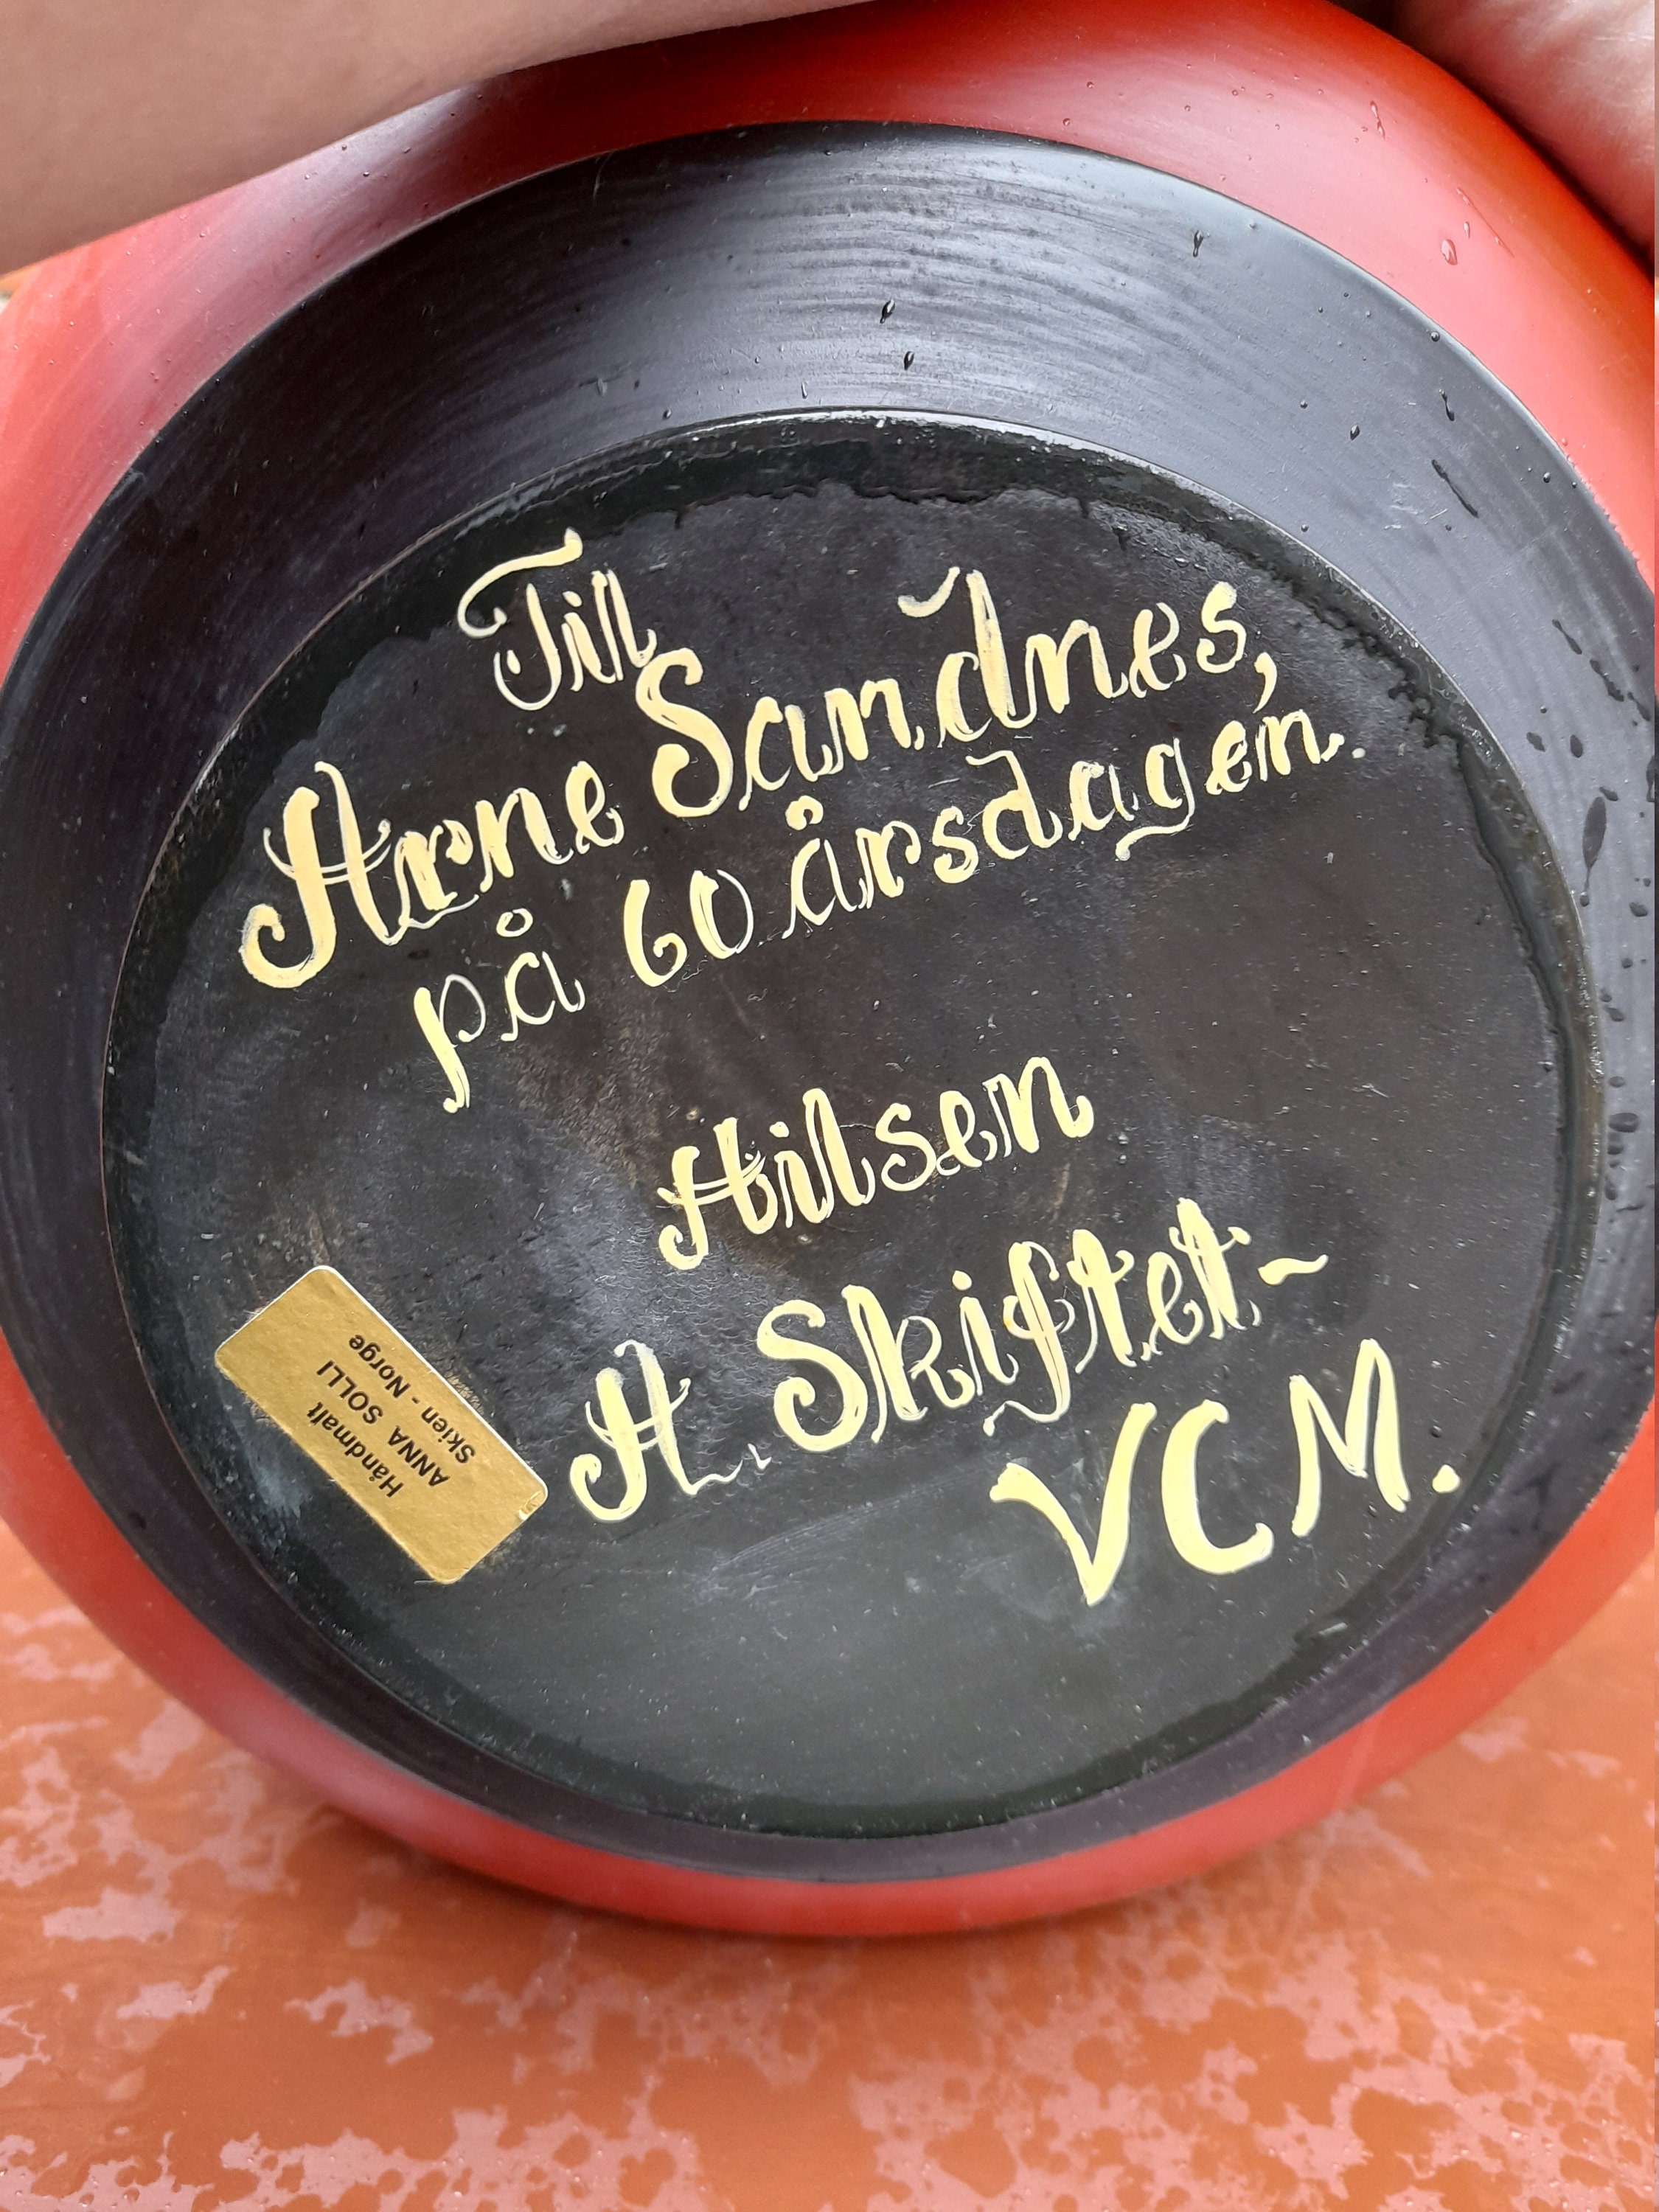 Til
Arne Sandnes,
på 60 årsdagen.
Hilsen
A. Skiftet-
VCM.
Håndmalt
ANNA SOLLI
Skien - Norge